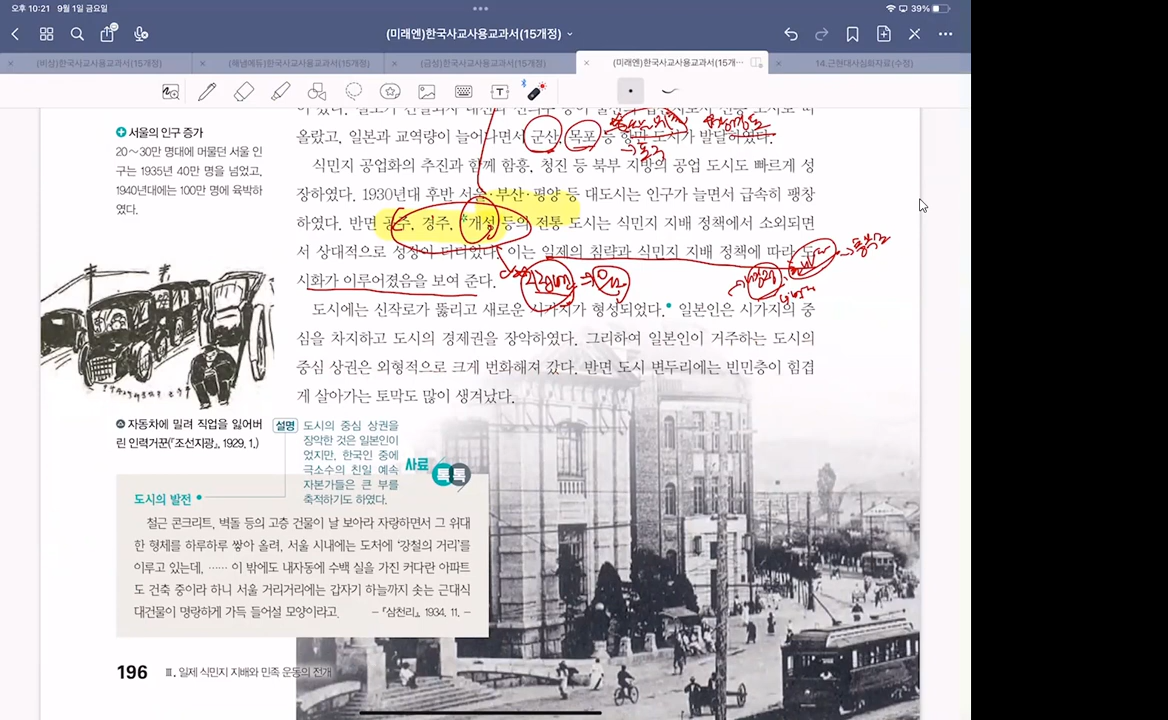 오후 10:21 9월 1일 금요일
39%
(미래엔)한국사교사용교과서(15개정)
(비상)한국사교사용교과서(15개정)
(해냄에듀)한국사교사용교과서(15개정)
(금성)한국사교사용교과서(15개정)
(미래엔)한국사교사용교과서(15개…
14.근현대사심화자료(수정)
올랐고, 일본과 교역량이 늘어나면서 군산, 목포 등 항만 도시가 발달하였다.
식민지 공업화의 추진과 함께 함흥, 청진 등 북부 지방의 공업 도시도 빠르게 성
장하였다. 1930년대 후반 서울·부산·평양 등 대도시는 인구가 늘면서 급속히 팽창
하였다. 반면 공주, 경주, 개성 등의 전통 도시는 식민지 지배 정책에서 소외되면
서 상대적으로 성장이 더디었다. 이는 일제의 침략과 식민지 지배 정책에 따라 도
시화가 이루어졌음을 보여 준다.
도시에는 신작로가 뚫리고 새로운 시가지가 형성되었다. 일본인은 시가지의 중
심을 차지하고 도시의 경제권을 장악하였다. 그리하여 일본인이 거주하는 도시의
중심 상권은 외형적으로 크게 번화해져 갔다. 반면 도시 변두리에는 빈민층이 힘겹
게 살아가는 토막도 많이 생겨났다.
서울의 인구 증가
20~30만 명대에 머물던 서울 인
구는 1935년 40만 명을 넘었고,
1940년대에는 100만 명에 육박하
였다.
자동차에 밀려 직업을 잃어버
린 인력거꾼(『조선지광』, 1929. 1.)
설명
도시의 중심 상권을
장악한 것은 일본인이
었지만, 한국인 중에
극소수의 친일 예속
자본가들은 큰 부를
축적하기도 하였다.
사료
톡톡
도시의 발전
철근 콘크리트, 벽돌 등의 고층 건물이 날 보아라 자랑하면서 그 위대
한 형체를 하루하루 쌓아 올려, 서울 시내에는 도처에 '강철의 거리'를
이루고 있는데, …… 이 밖에도 내자동에 수백 실을 가진 커다란 아파트
도 건축 중이라 하니 서울 거리거리에는 갑자기 하늘까지 솟는 근대식
대건물이 명랑하게 가득 들어설 모양이라고.
- 『삼천리』, 1934. 11. -
196
Ⅲ. 일제 식민지 지배와 민족 운동의 전개